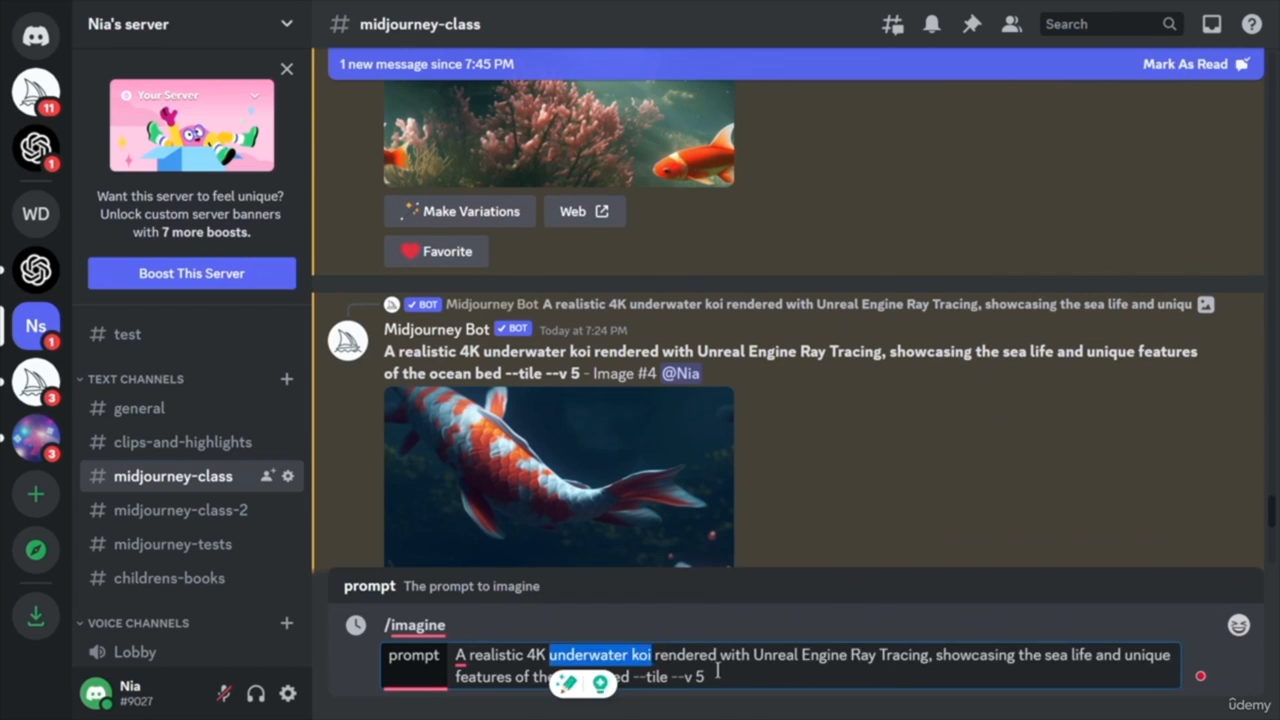 Nia's server
midjourney-class
Search
11
1
WD
Ns
1
3
3
Your Server
Want this server to feel unique?
Unlock custom server banners
with 7 more boosts.
Boost This Server
test
TEXT CHANNELS
general
clips-and-highlights
midjourney-class
midjourney-class-2
midjourney-tests
childrens-books
VOICE CHANNELS
Lobby
Nia
#9027
1 new message since 7:45 PM
Mark As Read
Make Variations
Web
Favorite
BOT Midjourney Bot A realistic 4K underwater koi rendered with Unreal Engine Ray Tracing, showcasing the sea life and uniqu
Midjourney Bot BOT Today at 7:24 PM
A realistic 4K underwater koi rendered with Unreal Engine Ray Tracing, showcasing the sea life and unique features
of the ocean bed --tile --v 5 - Image #4 @Nia
prompt The prompt to imagine
/imagine
prompt A realistic 4K underwater koi rendered with Unreal Engine Ray Tracing, showcasing the sea life and unique
features of the ed --tile --v 5
ûdemy